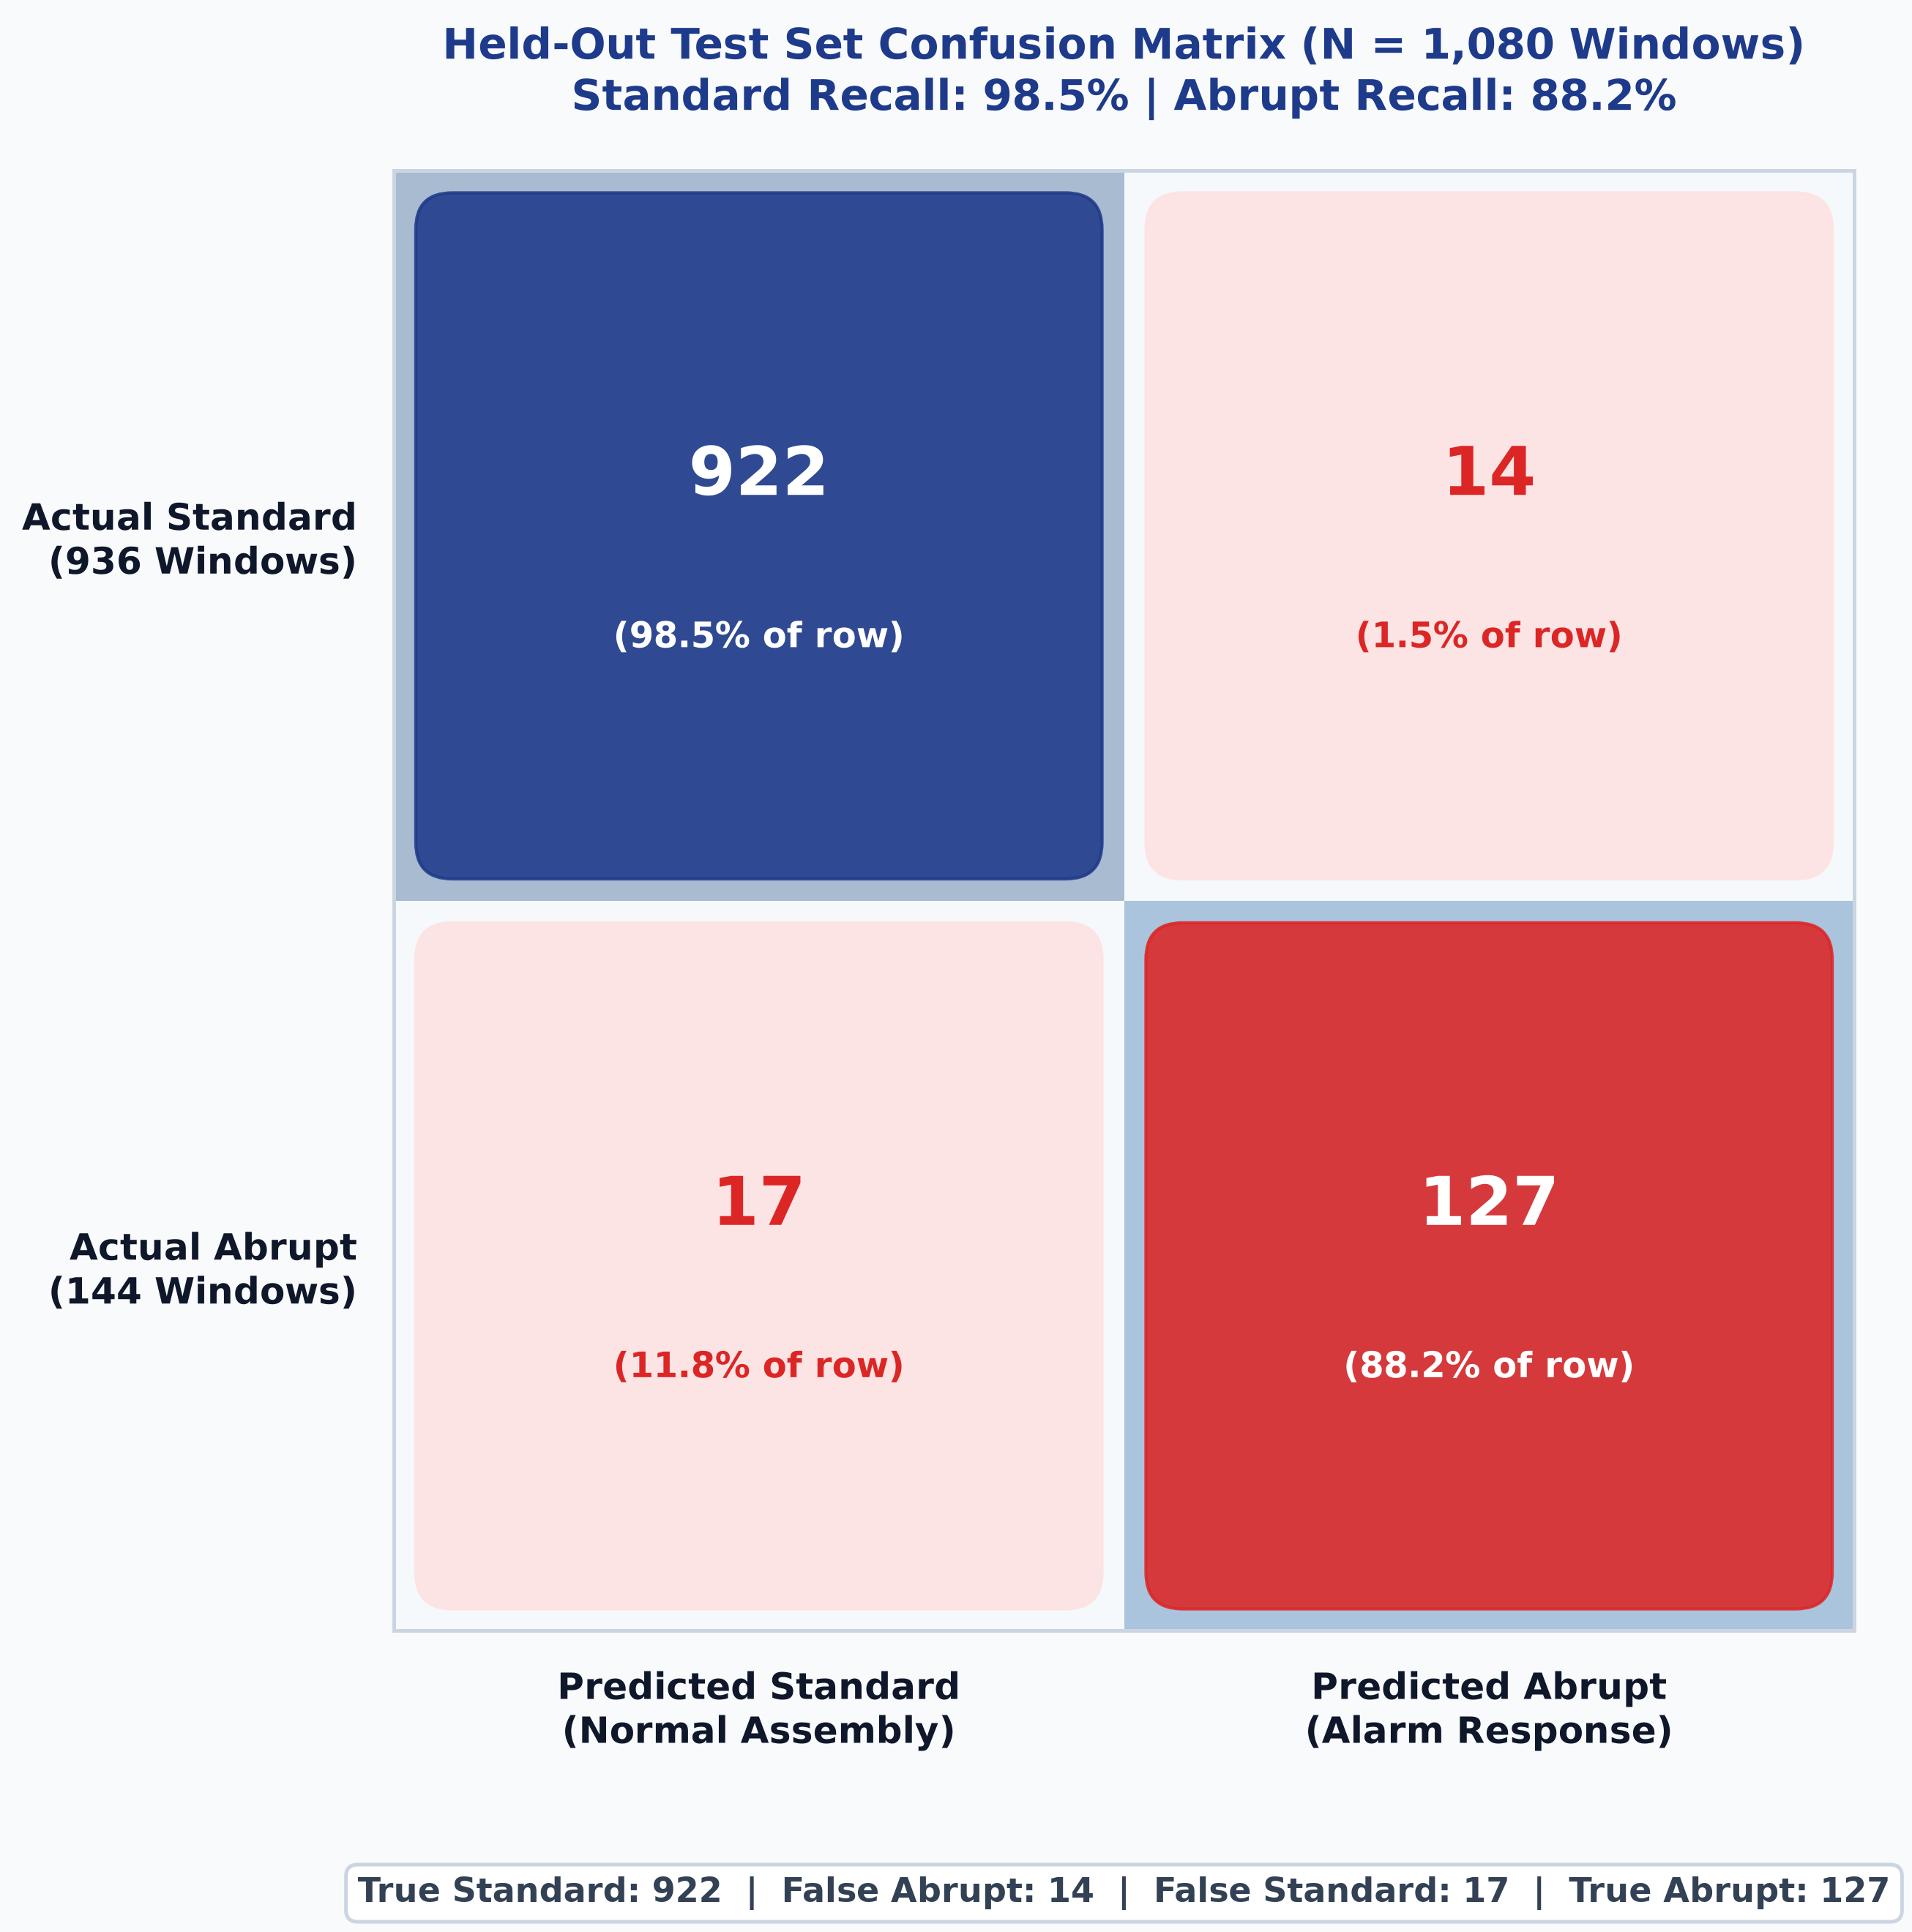 Held-Out Test Set Confusion Matrix (N = 1,080 Windows)
Standard Recall: 98.5% | Abrupt Recall: 88.2%
Actual Standard
(936 Windows)
922
(98.5% of row)
14
(1.5% of row)
Actual Abrupt
(144 Windows)
17
(11.8% of row)
127
(88.2% of row)
Predicted Standard
(Normal Assembly)
Predicted Abrupt
(Alarm Response)
True Standard: 922 | False Abrupt: 14 | False Standard: 17 | True Abrupt: 127